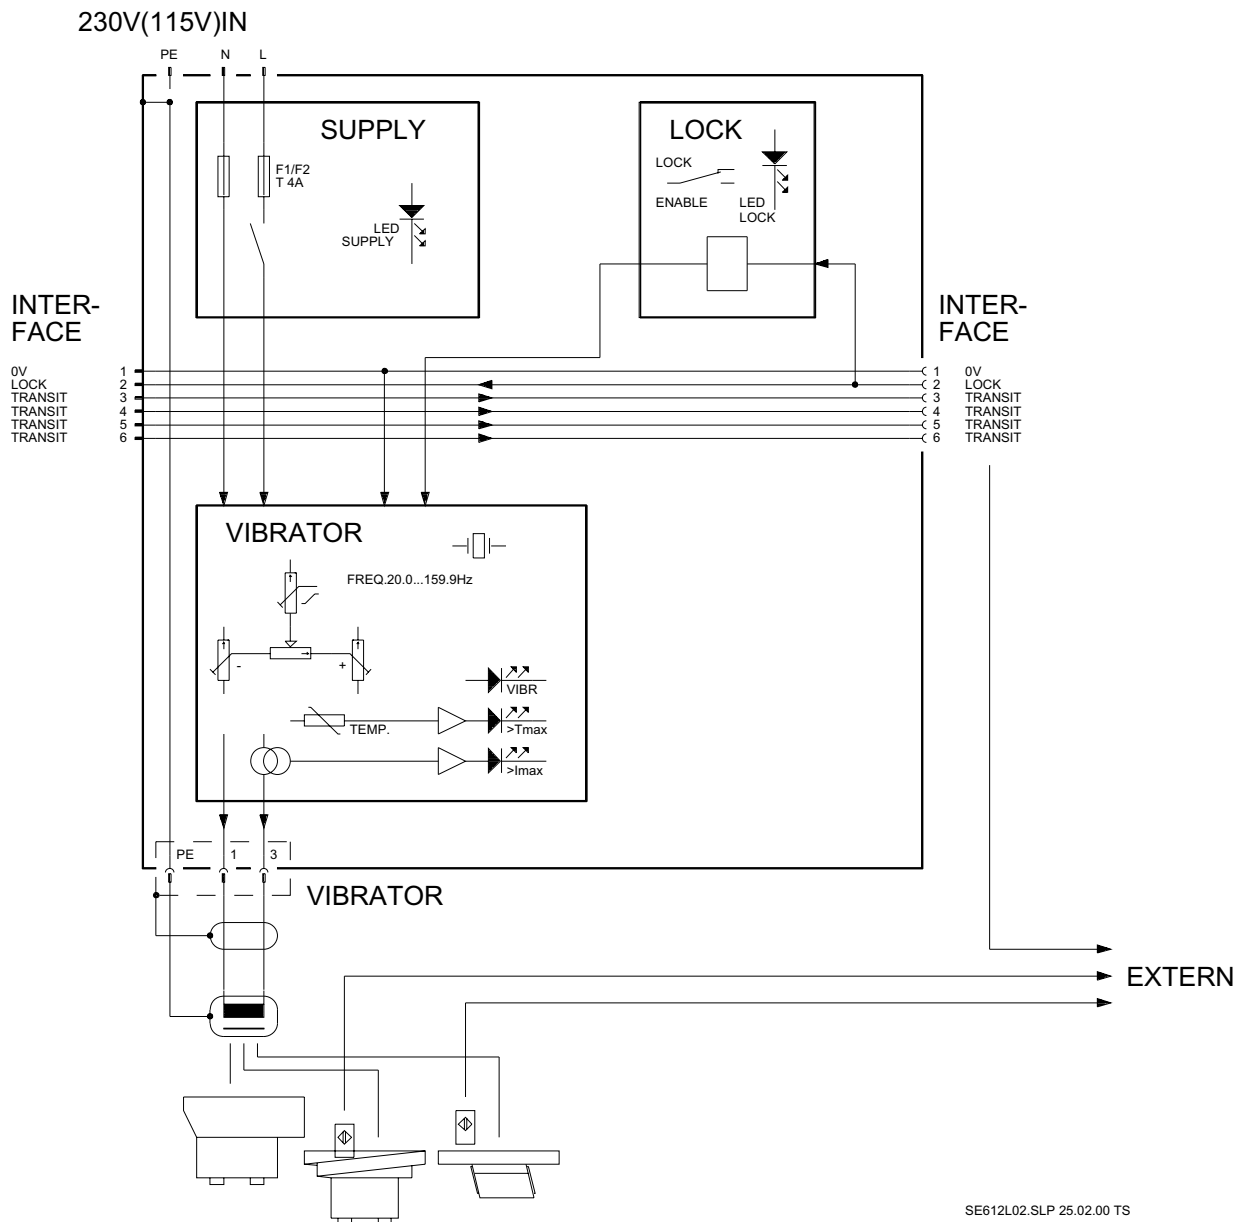 230V(115V)IN
PE N L
SUPPLY
LOCK
F1/F2
T 4A
LED
SUPPLY
LOCK
ENABLE
LED
LOCK
INTER-
FACE
INTER-
FACE
0V 1
LOCK 2
TRANSIT 3
TRANSIT 4
TRANSIT 5
TRANSIT 6
1 0V
2 LOCK
3 TRANSIT
4 TRANSIT
5 TRANSIT
6 TRANSIT
VIBRATOR
FREQ.20.0...159.9Hz
- +
VIBR
TEMP.
>Tmax
>Imax
PE 1 3
VIBRATOR
EXTERN
SE612L02.SLP 25.02.00 TS